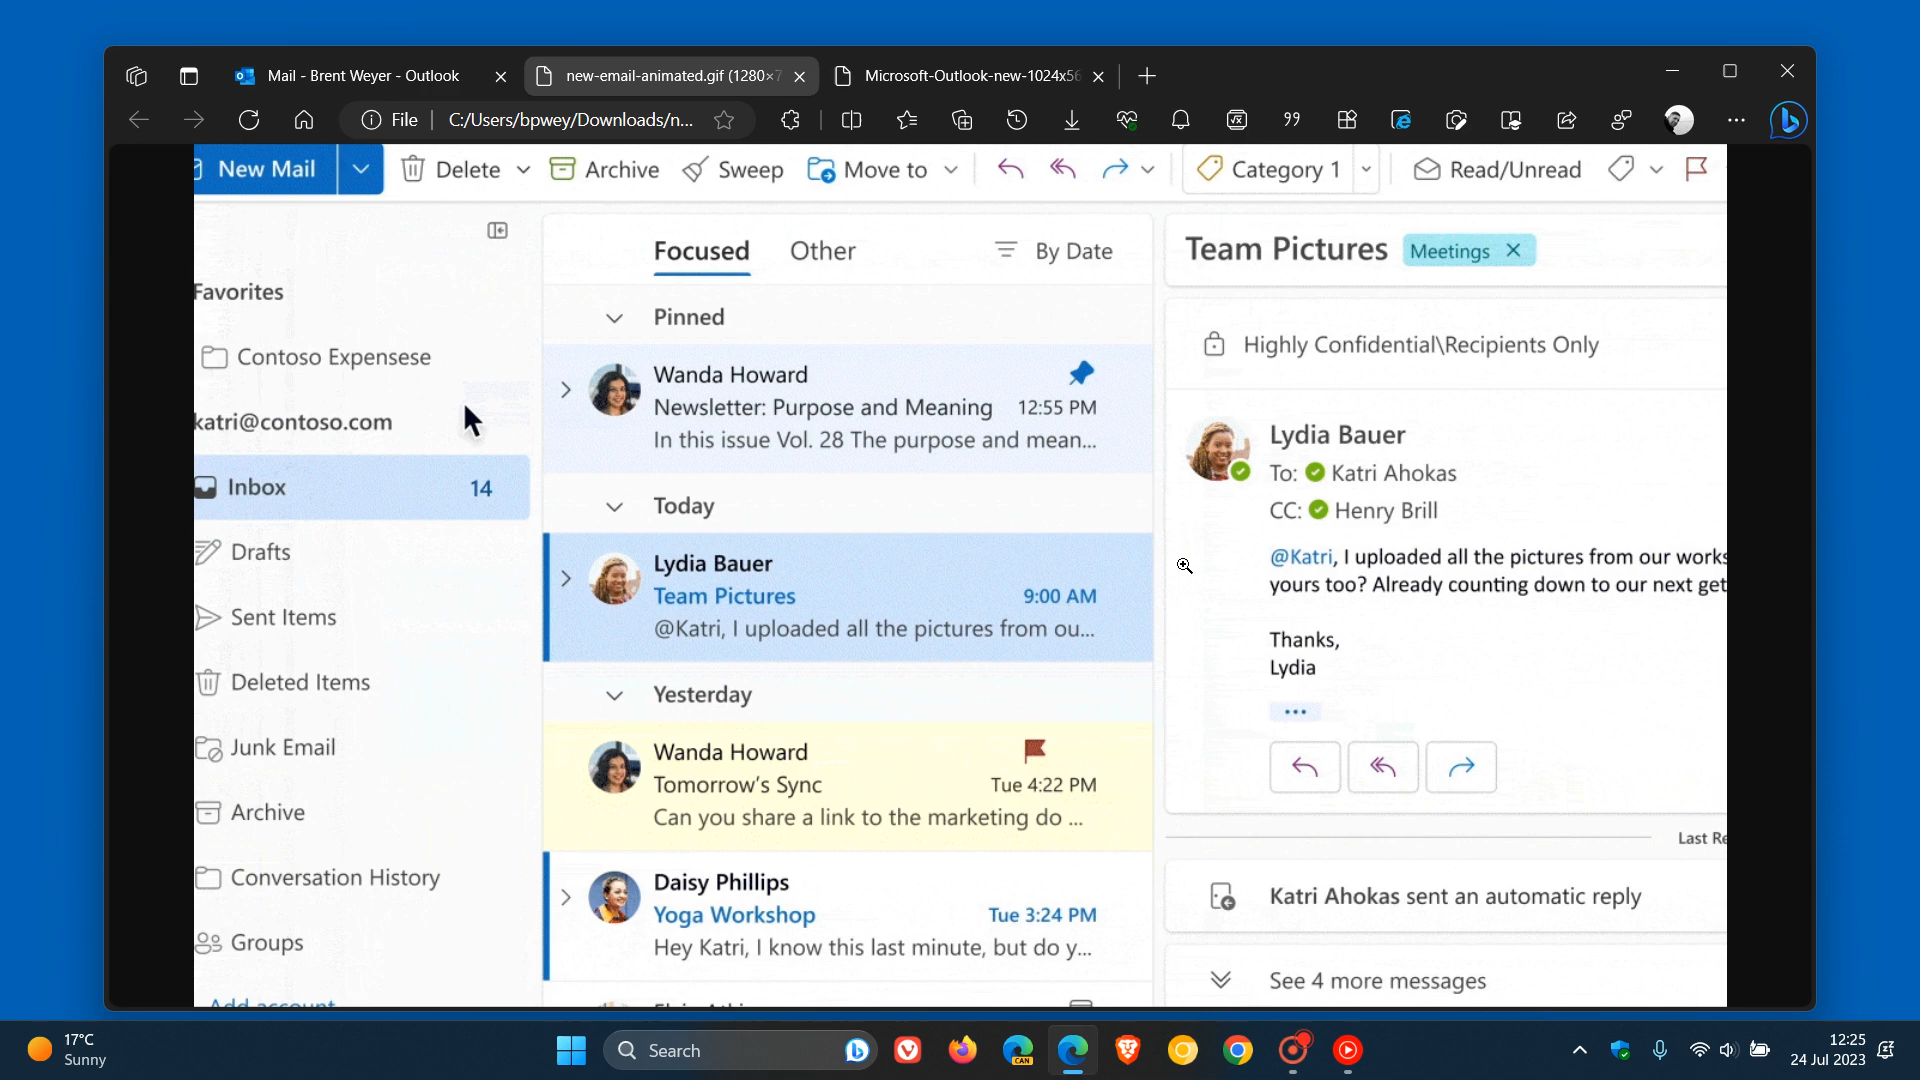 Mail - Brent Weyer - Outlook
new-email-animated.gif (1280×7
Microsoft-Outlook-new-1024x56
File
C:/Users/bpwey/Downloads/n...
New Mail
Delete
Archive
Sweep
Move to
Category 1
Read/Unread
Favorites
Contoso Expensese
katri@contoso.com
Inbox 14
Drafts
Sent Items
Deleted Items
Junk Email
Archive
Conversation History
Groups
Add account
Focused Other By Date
Pinned
Wanda Howard
Newsletter: Purpose and Meaning 12:55 PM
In this issue Vol. 28 The purpose and mean...
Today
Lydia Bauer
Team Pictures 9:00 AM
@Katri, I uploaded all the pictures from ou...
Yesterday
Wanda Howard
Tomorrow's Sync Tue 4:22 PM
Can you share a link to the marketing do ...
Daisy Phillips
Yoga Workshop Tue 3:24 PM
Hey Katri, I know this last minute, but do y...
Team Pictures Meetings
Highly Confidential\Recipients Only
Lydia Bauer
To: Katri Ahokas
CC: Henry Brill
@Katri, I uploaded all the pictures from our works
yours too? Already counting down to our next get
Thanks,
Lydia
Last Re
Katri Ahokas sent an automatic reply
See 4 more messages
17°C
Sunny
Search
CAN
12:25
24 Jul 2023